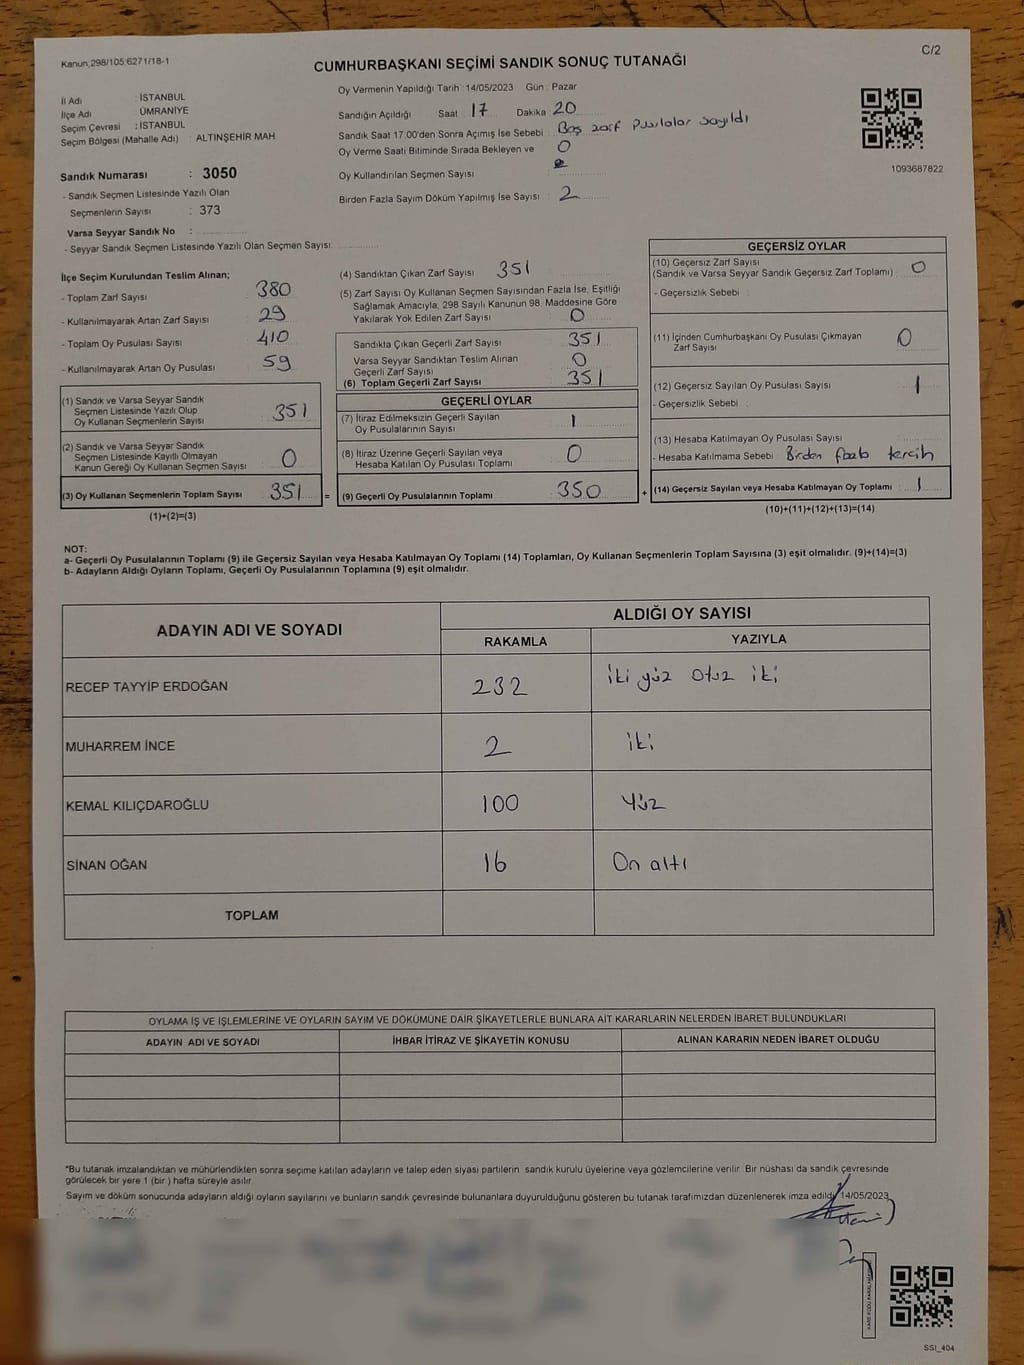 Kanun;298/105;6271/18-1
C/2
CUMHURBAŞKANI SEÇİMİ SANDIK SONUÇ TUTANAĞI
İl Adı : İSTANBUL
İlçe Adı : ÜMRANİYE
Seçim Çevresi : İSTANBUL
Seçim Bölgesi (Mahalle Adı) : ALTINŞEHİR MAH
Sandık Numarası : 3050
- Sandık Seçmen Listesinde Yazılı Olan
Seçmenlerin Sayısı : 373
Varsa Seyyar Sandık No :
- Seyyar Sandık Seçmen Listesinde Yazılı Olan Seçmen Sayısı:
Oy Vermenin Yapıldığı Tarih : 14/05/2023 Gün : Pazar
Sandığın Açıldığı Saat : 17 Dakika : 20
Sandık Saat 17:00'den Sonra Açılmış İse Sebebi : Boş zarf pusulalar sayıldı
Oy Verme Saati Bitiminde Sırada Bekleyen ve 0
Oy Kullandırılan Seçmen Sayısı
Birden Fazla Sayım Döküm Yapılmış İse Sayısı : 2
1093687822
İlçe Seçim Kurulundan Teslim Alınan;
- Toplam Zarf Sayısı 380
- Kullanılmayarak Artan Zarf Sayısı 29
- Toplam Oy Pusulası Sayısı 410
- Kullanılmayarak Artan Oy Pusulası 59
(1) Sandık ve Varsa Seyyar Sandık
Seçmen Listesinde Yazılı Olup
Oy Kullanan Seçmenlerin Sayısı 351
(2) Sandık ve Varsa Seyyar Sandık
Seçmen Listesinde Kayıtlı Olmayan
Kanun Gereği Oy Kullanan Seçmen Sayısı 0
(3) Oy Kullanan Seçmenlerin Toplam Sayısı 351 =
(1)+(2)=(3)
(4) Sandıktan Çıkan Zarf Sayısı 351
(5) Zarf Sayısı Oy Kullanan Seçmen Sayısından Fazla İse, Eşitliği
Sağlamak Amacıyla, 298 Sayılı Kanunun 98. Maddesine Göre
Yakılarak Yok Edilen Zarf Sayısı 0
Sandıkta Çıkan Geçerli Zarf Sayısı 351
Varsa Seyyar Sandıktan Teslim Alınan
Geçerli Zarf Sayısı 0
(6) Toplam Geçerli Zarf Sayısı 351
GEÇERLİ OYLAR
(7) İtiraz Edilmeksizin Geçerli Sayılan
Oy Pusulalarının Sayısı 1
(8) İtiraz Üzerine Geçerli Sayılan veya
Hesaba Katılan Oy Pusulası Toplamı 0
(9) Geçerli Oy Pusulalarının Toplamı 350 +
GEÇERSİZ OYLAR
(10) Geçersiz Zarf Sayısı
(Sandık ve Varsa Seyyar Sandık Geçersiz Zarf Toplamı) : 0
- Geçersizlik Sebebi :
(11) İçinden Cumhurbaşkanı Oy Pusulası Çıkmayan
Zarf Sayısı 0
(12) Geçersiz Sayılan Oy Pusulası Sayısı 1
- Geçersizlik Sebebi :
(13) Hesaba Katılmayan Oy Pusulası Sayısı
- Hesaba Katılmama Sebebi : Birden tercih
(14) Geçersiz Sayılan veya Hesaba Katılmayan Oy Toplamı : 1
(10)+(11)+(12)+(13)=(14)
NOT:
a- Geçerli Oy Pusulalarının Toplamı (9) ile Geçersiz Sayılan veya Hesaba Katılmayan Oy Toplamı (14) Toplamları, Oy Kullanan Seçmenlerin Toplam Sayısına (3) eşit olmalıdır. (9)+(14)=(3)
b- Adayların Aldığı Oyların Toplamı, Geçerli Oy Pusulalarının Toplamına (9) eşit olmalıdır.
ADAYIN ADI VE SOYADI
ALDIĞI OY SAYISI
RAKAMLA YAZIYLA
RECEP TAYYİP ERDOĞAN 232 iki yüz Otuz iki
MUHARREM İNCE 2 iki
KEMAL KILIÇDAROĞLU 100 Yüz
SİNAN OĞAN 16 On altı
TOPLAM
OYLAMA İŞ VE İŞLEMLERİNE VE OYLARIN SAYIM VE DÖKÜMÜNE DAİR ŞİKAYETLERLE BUNLARA AİT KARARLARIN NELERDEN İBARET BULUNDUKLARI
ADAYIN ADI VE SOYADI İHBAR İTİRAZ VE ŞİKAYETİN KONUSU ALINAN KARARIN NEDEN İBARET OLDUĞU
*Bu tutanak imzalandıktan ve mühürlendikten sonra seçime katılan adayların ve talep eden siyasi partilerin sandık kurulu üyelerine veya gözlemcilerine verilir. Bir nüshası da sandık çevresinde
görülecek bir yere 1 (bir ) hafta süreyle asılır.
Sayım ve döküm sonucunda adayların aldığı oyların sayılarını ve bunların sandık çevresinde bulunanlara duyurulduğunu gösteren bu tutanak tarafımızdan düzenlenerek imza edildi. 14/05/2023
SSI_404